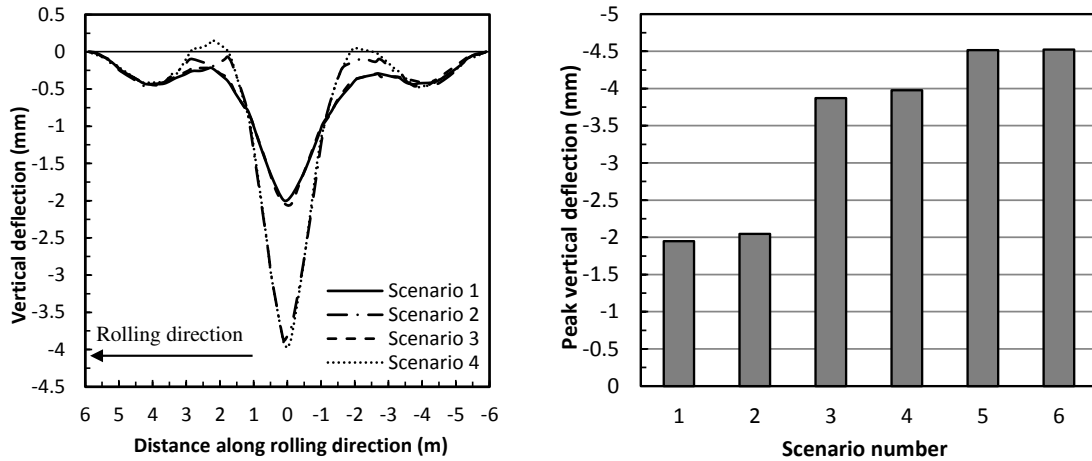 0.5
0
-0.5
-1
-1.5
-2
-2.5
-3
-3.5
-4
-4.5
Vertical deflection (mm)
Scenario 1
Scenario 2
Scenario 3
Scenario 4
Rolling direction
6 5 4 3 2 1 0 -1 -2 -3 -4 -5 -6
Distance along rolling direction (m)
-5
-4.5
-4
-3.5
-3
-2.5
-2
-1.5
-1
-0.5
0
Peak vertical deflection (mm)
1 2 3 4 5 6
Scenario number